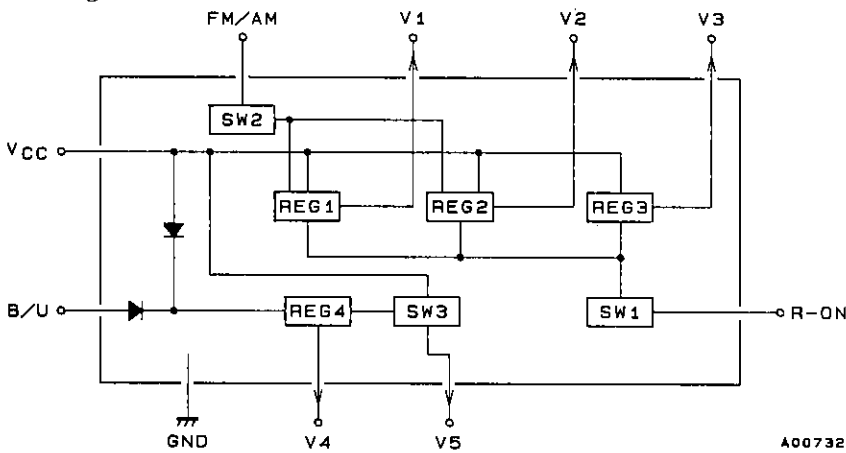 FM/AM V1 V2 V3
SW2
VCC
REG1 REG2 REG3
B/U REG4 SW3 SW1 R-ON
GND V4 V5 A00732